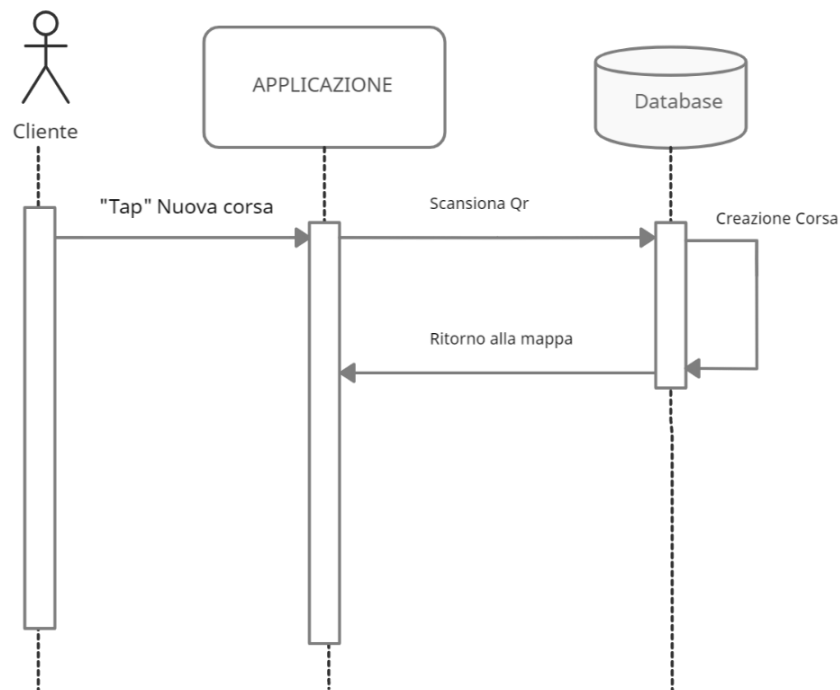 APPLICAZIONE
Database
Cliente
"Tap" Nuova corsa
Scansiona Qr
Creazione Corsa
Ritorno alla mappa